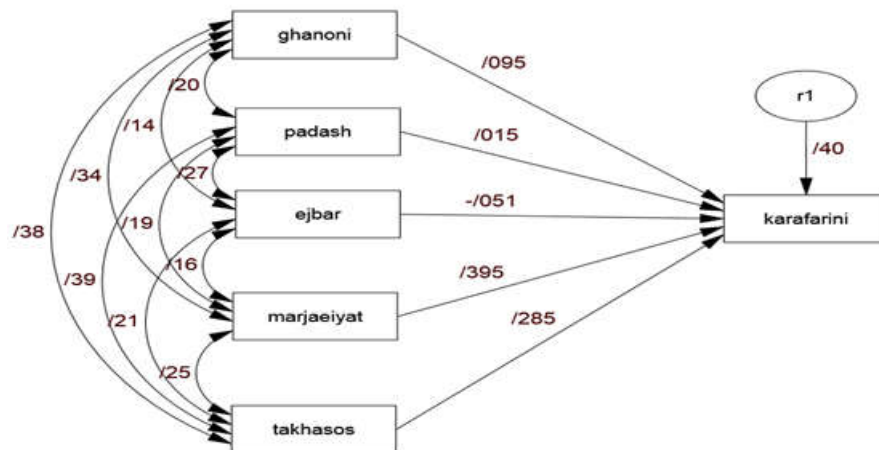 ghanoni
/095
/20
r1
/14
padash
/015
/40
/34
/27
/38
/19
ejbar
-/051
karafarini
/39
/16
/395
/21
marjaeiyat
/285
/25
takhasos